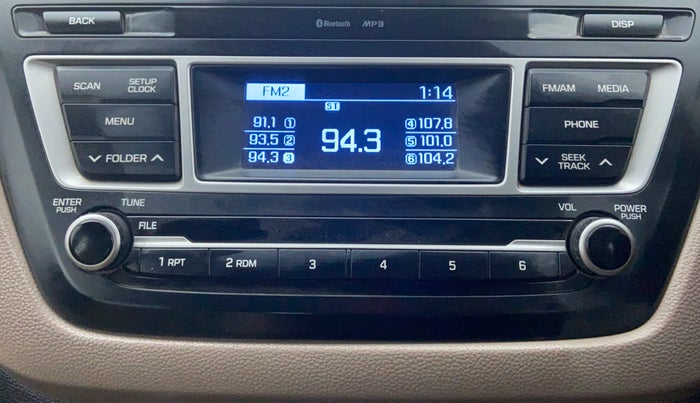 BACK
Bluetooth MP3
DISP
SCAN SETUP CLOCK
FM/AM MEDIA
MENU
PHONE
FOLDER
SEEK TRACK
FM2 1:14
ST
91.1 1 4 107.8
93.5 2 94.3 5 101.0
94.3 3 6 104.2
ENTER PUSH TUNE
VOL POWER PUSH
FILE
1 RPT 2 RDM 3 4 5 6